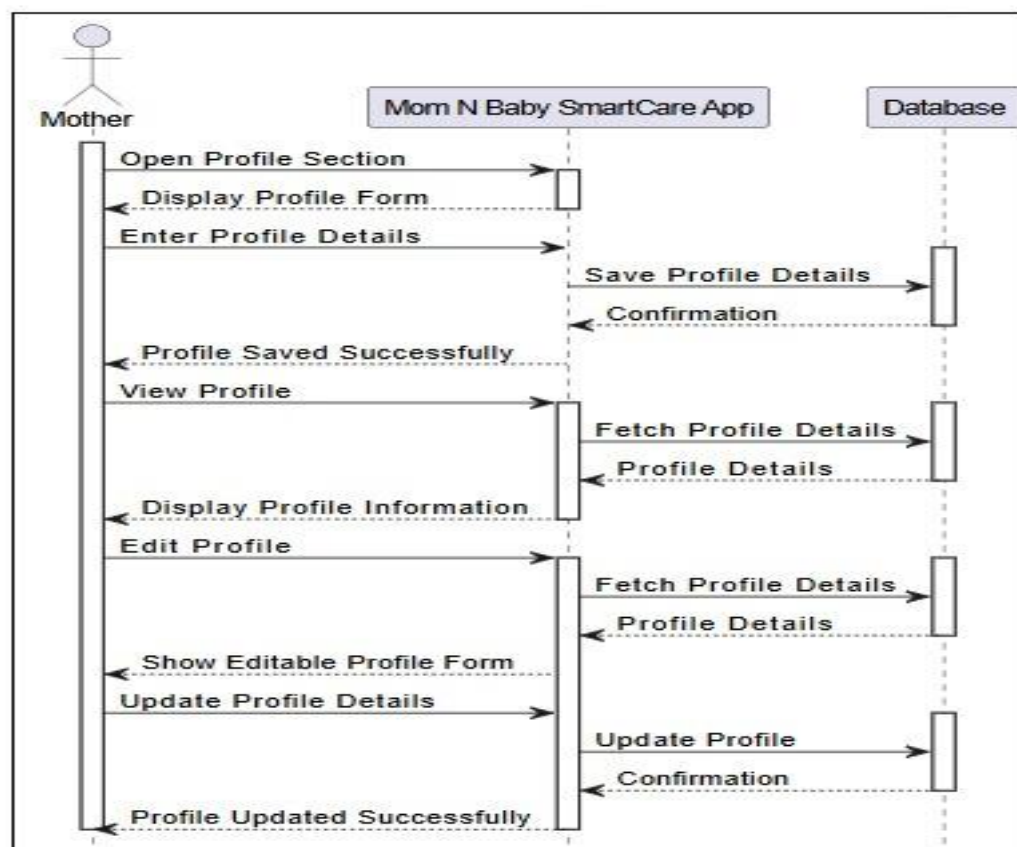 Mother
Mom N Baby SmartCare App
Database
Open Profile Section
Display Profile Form
Enter Profile Details
Save Profile Details
Confirmation
Profile Saved Successfully
View Profile
Fetch Profile Details
Profile Details
Display Profile Information
Edit Profile
Fetch Profile Details
Profile Details
Show Editable Profile Form
Update Profile Details
Update Profile
Confirmation
Profile Updated Successfully